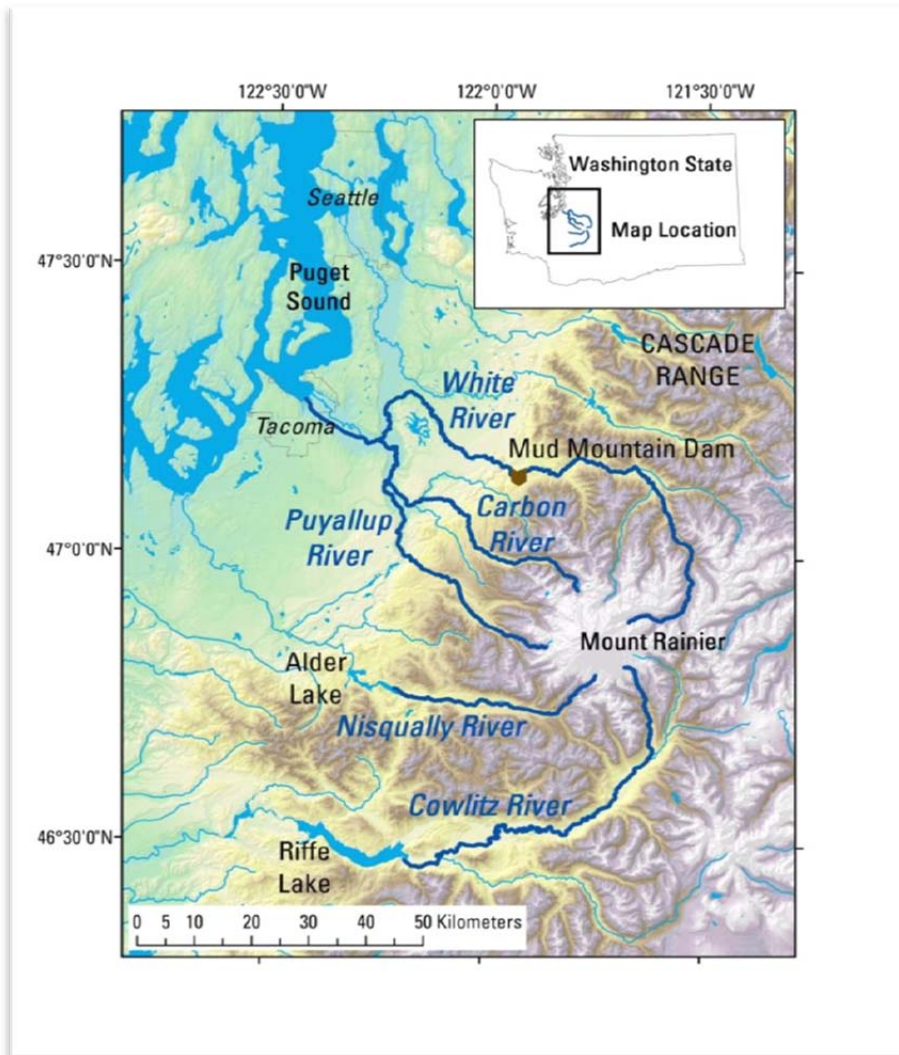 122°30'0"W
122°0'0"W
121°30'0"W
Washington State
Map Location
Seattle
47°30'0"N
Puget
Sound
CASCADE
RANGE
White
River
Tacoma
Mud Mountain Dam
Carbon
River
Puyallup
River
47°0'0"N
Mount Rainier
Alder
Lake
Nisqually River
Cowlitz River
46°30'0"N
Riffe
Lake
0 5 10 20 30 40 50 Kilometers